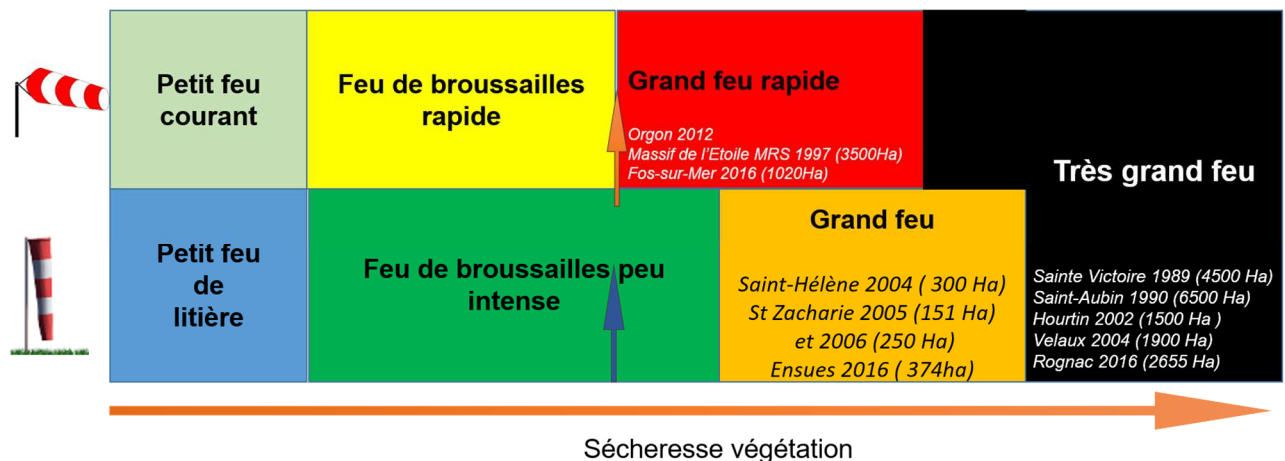 Petit feu
courant
Feu de broussailles
rapide
Grand feu rapide
Orgon 2012
Massif de l'Etoile MRS 1997 (3500Ha)
Fos-sur-Mer 2016 (1020Ha)
Très grand feu
Sainte Victoire 1989 (4500 Ha)
Saint-Aubin 1990 (6500 Ha)
Hourtin 2002 (1500 Ha )
Velaux 2004 (1900 Ha)
Rognac 2016 (2655 Ha)
Petit feu
de
litière
Feu de broussailles peu
intense
Grand feu
Saint-Hélène 2004 ( 300 Ha)
St Zacharie 2005 (151 Ha)
et 2006 (250 Ha)
Ensues 2016 ( 374ha)
Sécheresse végétation